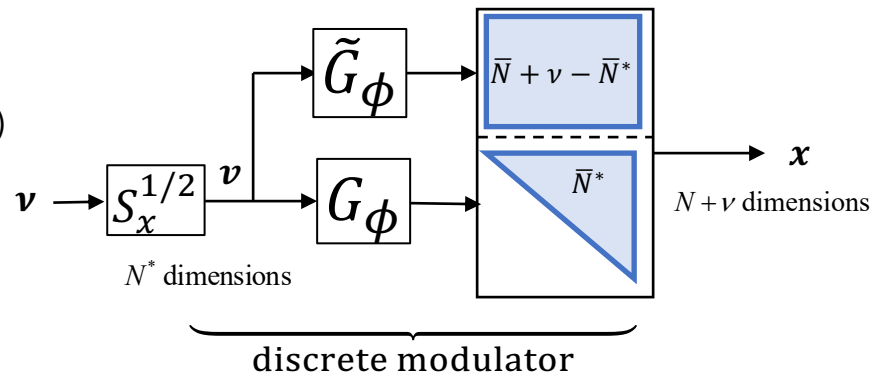 )
G̃_ϕ
N̄ + ν − N̄*
ν
S_x^{1/2}
v
G_ϕ
N̄*
x
N + ν dimensions
N* dimensions
discrete modulator